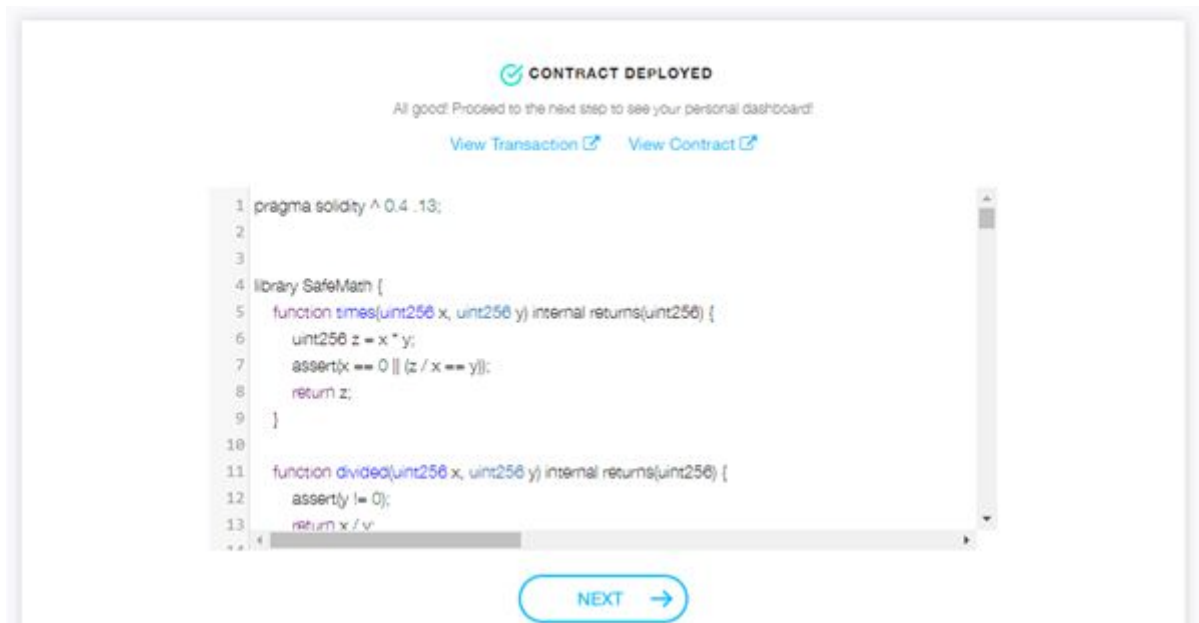 CONTRACT DEPLOYED
All good! Proceed to the next step to see your personal dashboard!
View Transaction View Contract
1 pragma solidity ^ 0.4 .13;
2
3
4 library SafeMath {
5 function times(uint256 x, uint256 y) internal returns(uint256) {
6 uint256 z = x * y;
7 assert(x == 0 || (z / x == y));
8 return z;
9 }
10
11 function divided(uint256 x, uint256 y) internal returns(uint256) {
12 assert(y != 0);
13 return x / y;
NEXT